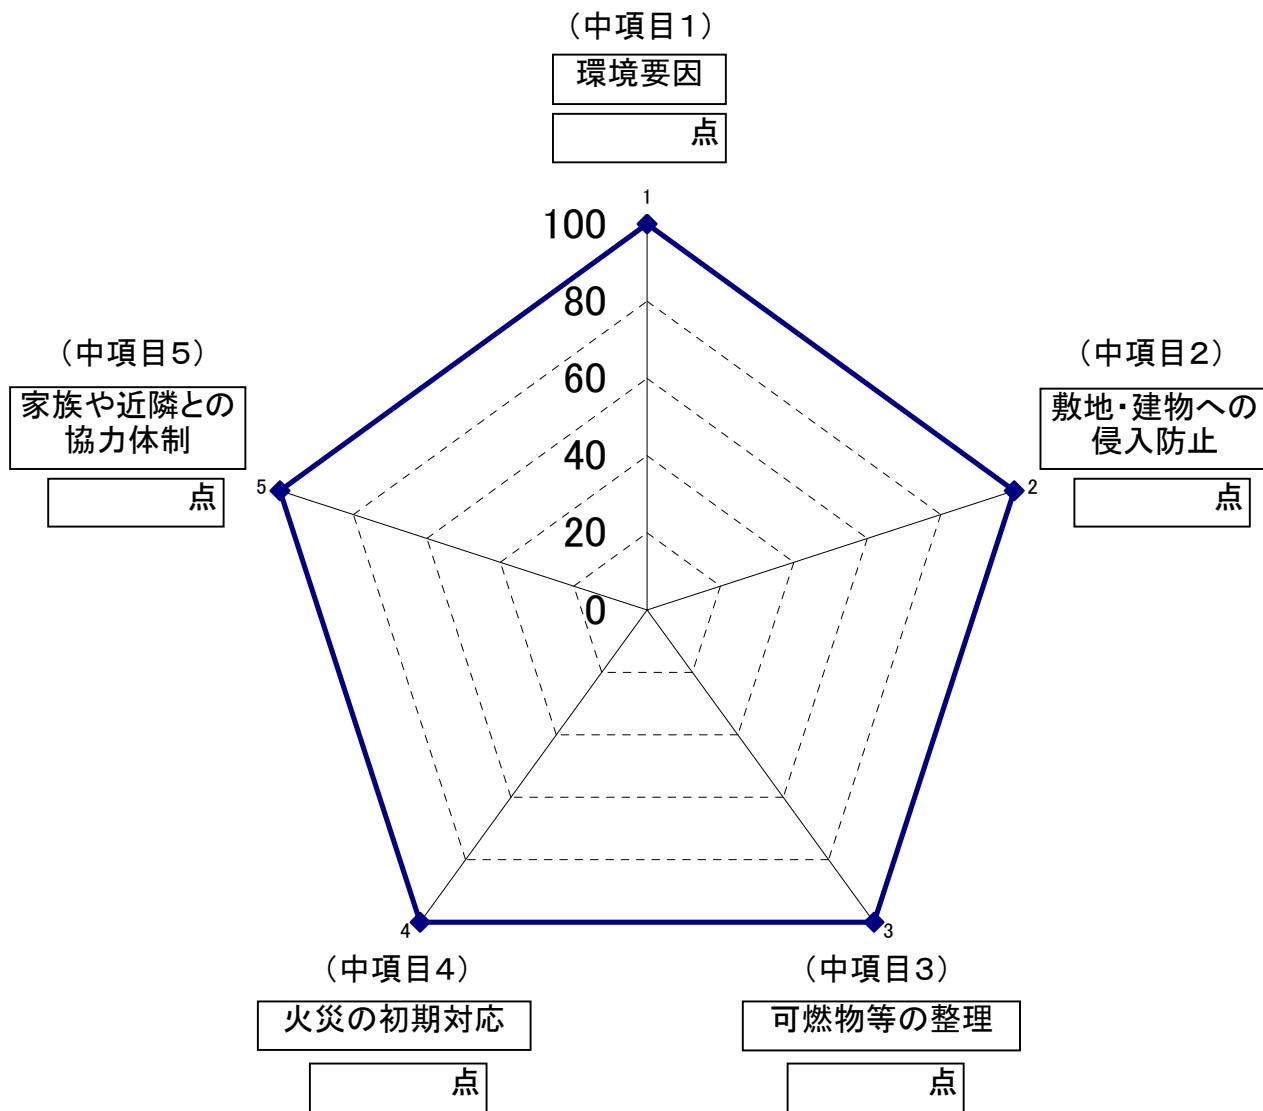 (中項目1)
環境要因
点
1
100
80
60
40
20
0
(中項目5)
家族や近隣との
協力体制
点
5
(中項目2)
敷地・建物への
侵入防止
点
2
4
(中項目4)
火災の初期対応
点
3
(中項目3)
可燃物等の整理
点